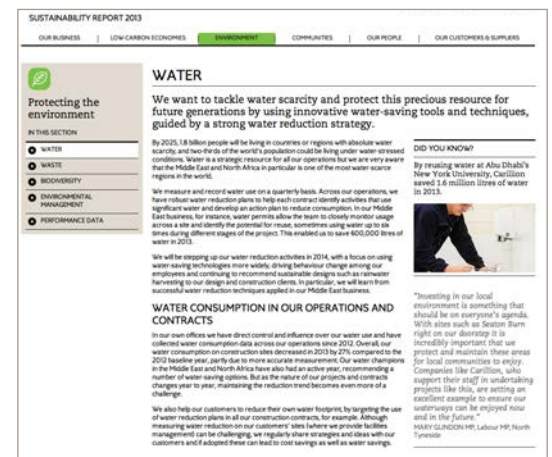 SUSTAINABILITY REPORT 2013
OUR BUSINESS | LOW CARBON ECONOMIES | ENVIRONMENT | COMMUNITIES | OUR PEOPLE | OUR CUSTOMERS & SUPPLIERS
Protecting the
environment
IN THIS SECTION
WATER
WASTE
BIODIVERSITY
ENVIRONMENTAL
MANAGEMENT
PERFORMANCE DATA
WATER
We want to tackle water scarcity and protect this precious resource for
future generations by using innovative water-saving tools and techniques,
guided by a strong water reduction strategy.
By 2025, 1.8 billion people will be living in countries or regions with absolute water
scarcity, and two-thirds of the world's population could be living under water-stressed
conditions. Water is a strategic resource for all our operations but we are very aware
that the Middle East and North Africa in particular is one of the most water-scarce
regions in the world.
We measure and record water use on a quarterly basis. Across our operations, we
have robust water reduction plans to help each contract identify activities that use
significant water and develop an action plan to reduce consumption. In our Middle
East business, for instance, water permits allow the team to closely monitor usage
across a site and identify the potential for reuse, sometimes using water up to six
times during different stages of the project. This enabled us to save 600,000 litres of
water in 2013.
We will be stepping up our water reduction activities in 2014, with a focus on using
water-saving technologies more widely, driving behaviour change among our
employees and continuing to recommend sustainable designs such as rainwater
harvesting to our design and construction clients. In particular, we will learn from
successful water reduction techniques applied in our Middle East business.
WATER CONSUMPTION IN OUR OPERATIONS AND
CONTRACTS
In our own offices we have direct control and influence over our water use and have
collected water consumption data across our operations since 2012. Overall, our
water consumption on construction sites decreased in 2013 by 27% compared to the
2012 baseline year, partly due to more accurate measurement. Our water champions
in the Middle East and North Africa have also had an active year, recommending a
number of water-saving options. But as the nature of our projects and contracts
changes year to year, maintaining the reduction trend becomes even more of a
challenge.
We also help our customers to reduce their own water footprint, by targeting the use
of water reduction plans in all our construction contracts, for example. Although
measuring water reduction on our customers' sites (where we provide facilities
management) can be challenging, we regularly share strategies and ideas with our
customers and if adopted these can lead to cost savings as well as water savings.
DID YOU KNOW?
By reusing water at Abu Dhabi's
New York University, Carillion
saved 1.6 million litres of water
in 2013.
"Investing in our local
environment is something that
should be on everyone's agenda.
With sites such as Seaton Burn
right on our doorstep it is
incredibly important that we
protect and maintain these areas
for local communities to enjoy.
Companies like Carillion, who
support their staff in undertaking
projects like this, are setting an
excellent example to ensure our
waterways can be enjoyed now
and in the future."
MARY GLINDON MP, Labour MP, North
Tyneside